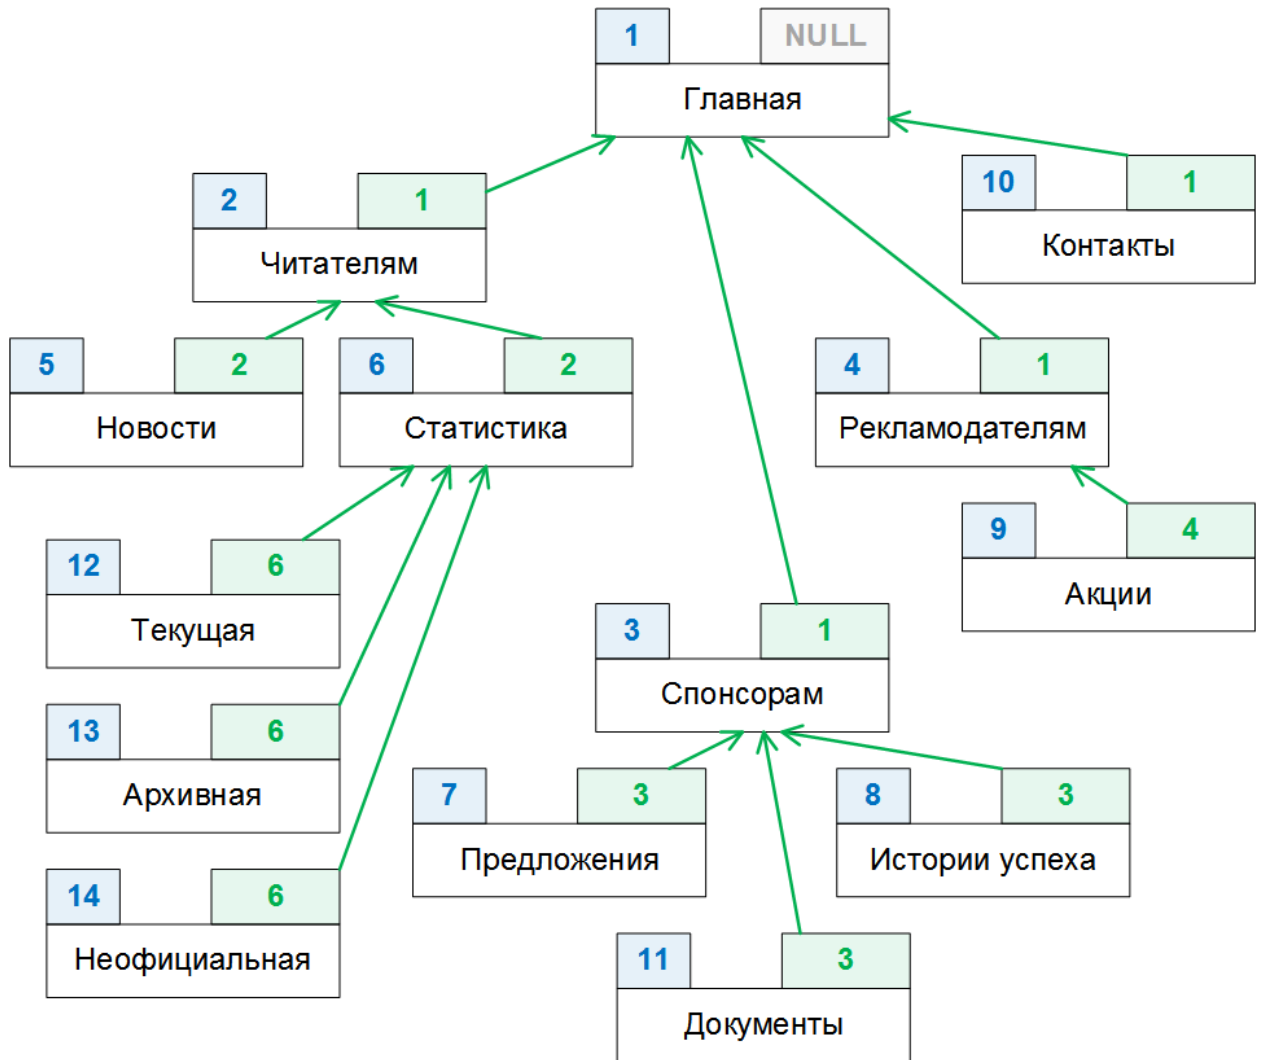 1 NULL
Главная
10 1
Контакты
2 1
Читателям
5 2
Новости
6 2
Статистика
4 1
Рекламодателям
9 4
Акции
12 6
Текущая
3 1
Спонсорам
13 6
Архивная
7 3
Предложения
8 3
Истории успеха
14 6
Неофициальная
11 3
Документы